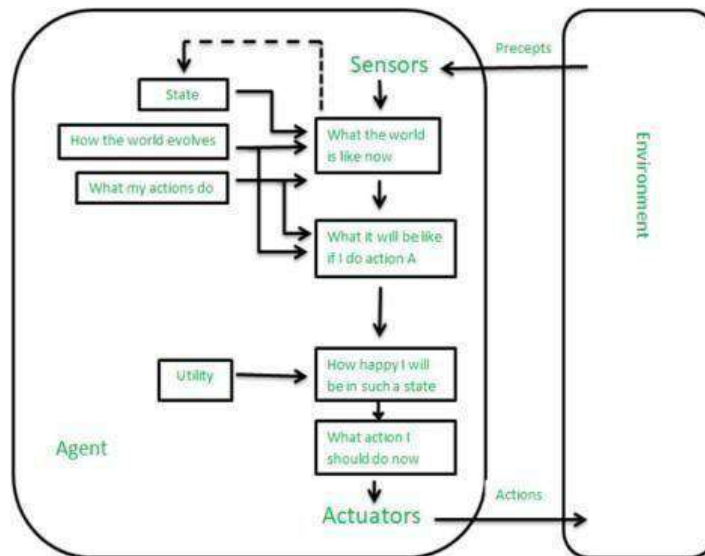 Precepts
Sensors
State
How the world evolves
What the world
is like now
What my actions do
What it will be like
if I do action A
Environment
Utility
How happy I will
be in such a state
What action I
should do now
Agent
Actuators
Actions